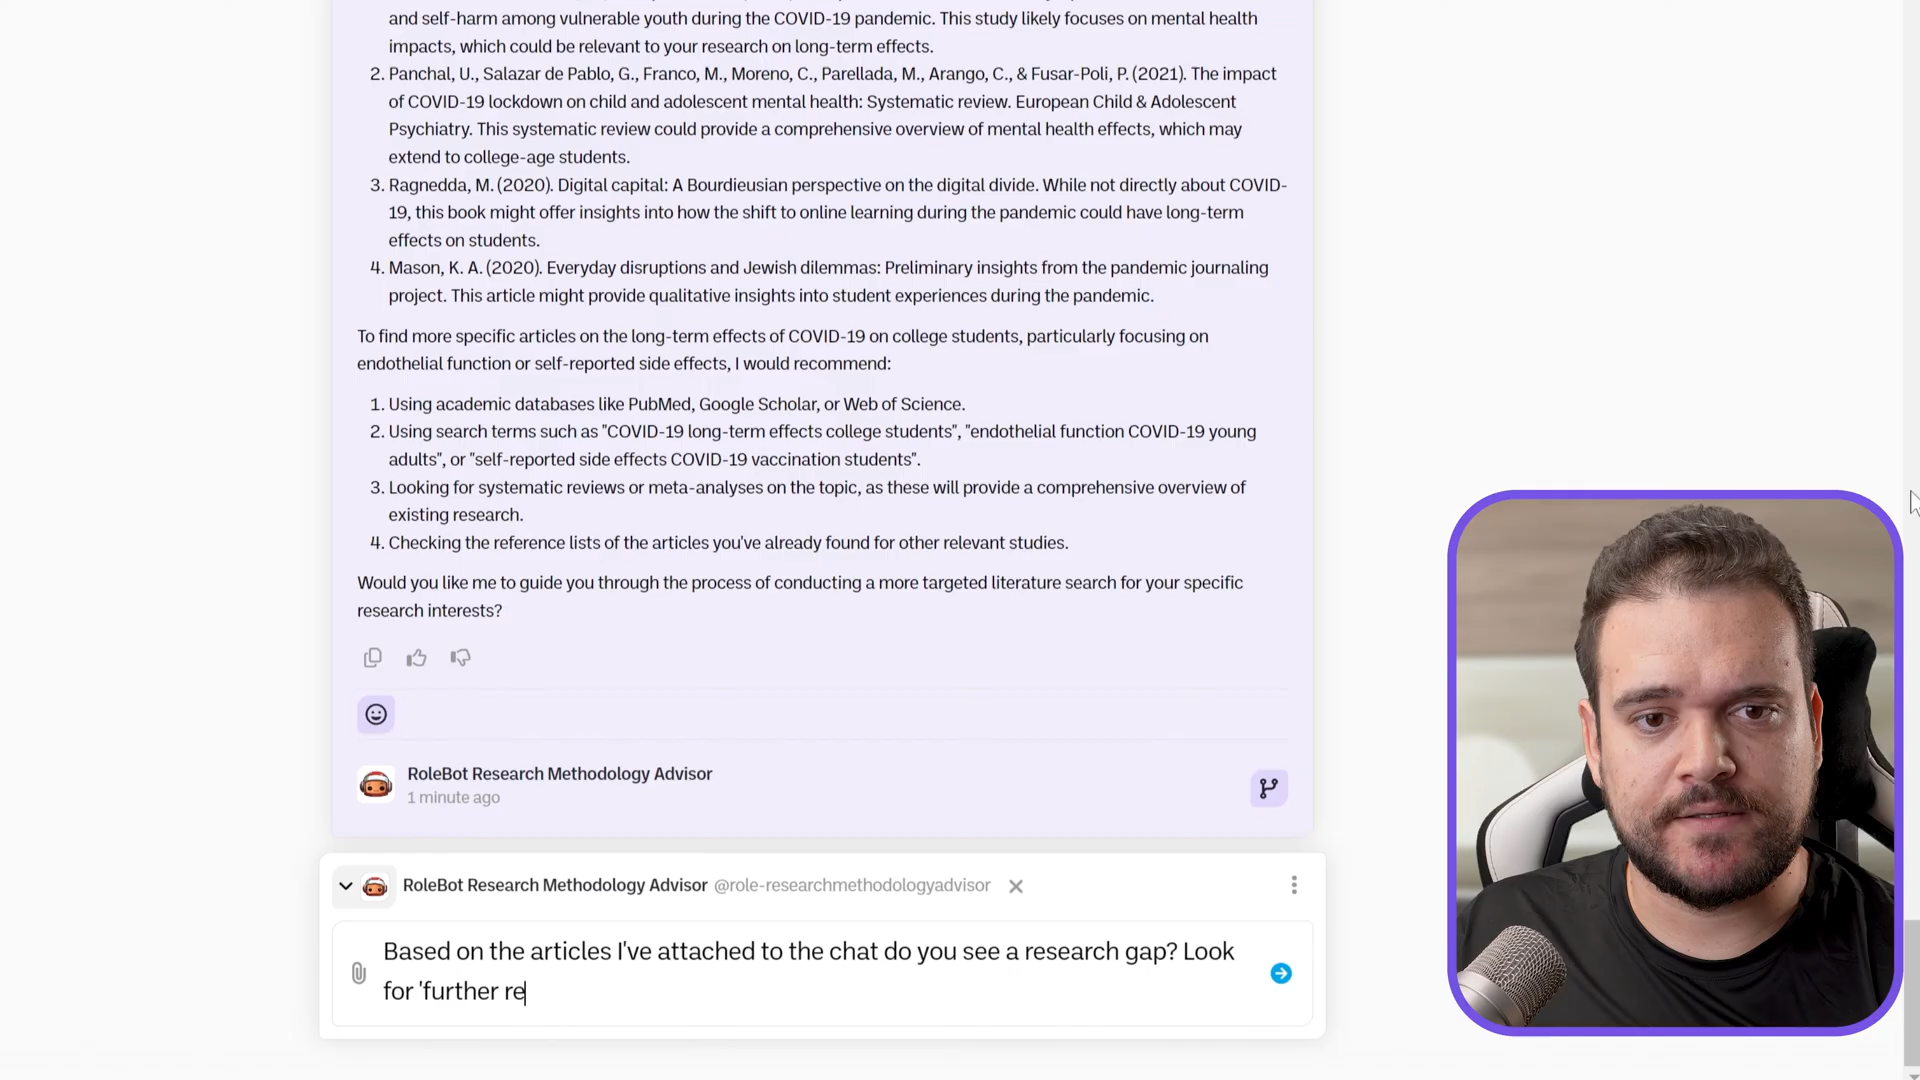 and self-harm among vulnerable youth during the COVID-19 pandemic. This study likely focuses on mental health
impacts, which could be relevant to your research on long-term effects.
2. Panchal, U., Salazar de Pablo, G., Franco, M., Moreno, C., Parellada, M., Arango, C., & Fusar-Poli, P. (2021). The impact
of COVID-19 lockdown on child and adolescent mental health: Systematic review. European Child & Adolescent
Psychiatry. This systematic review could provide a comprehensive overview of mental health effects, which may
extend to college-age students.
3. Ragnedda, M. (2020). Digital capital: A Bourdieusian perspective on the digital divide. While not directly about COVID-
19, this book might offer insights into how the shift to online learning during the pandemic could have long-term
effects on students.
4. Mason, K. A. (2020). Everyday disruptions and Jewish dilemmas: Preliminary insights from the pandemic journaling
project. This article might provide qualitative insights into student experiences during the pandemic.
To find more specific articles on the long-term effects of COVID-19 on college students, particularly focusing on
endothelial function or self-reported side effects, I would recommend:
1. Using academic databases like PubMed, Google Scholar, or Web of Science.
2. Using search terms such as "COVID-19 long-term effects college students", "endothelial function COVID-19 young
adults", or "self-reported side effects COVID-19 vaccination students".
3. Looking for systematic reviews or meta-analyses on the topic, as these will provide a comprehensive overview of
existing research.
4. Checking the reference lists of the articles you've already found for other relevant studies.
Would you like me to guide you through the process of conducting a more targeted literature search for your specific
research interests?
RoleBot Research Methodology Advisor
1 minute ago
RoleBot Research Methodology Advisor @role-researchmethodologyadvisor
Based on the articles I've attached to the chat do you see a research gap? Look
for 'further re